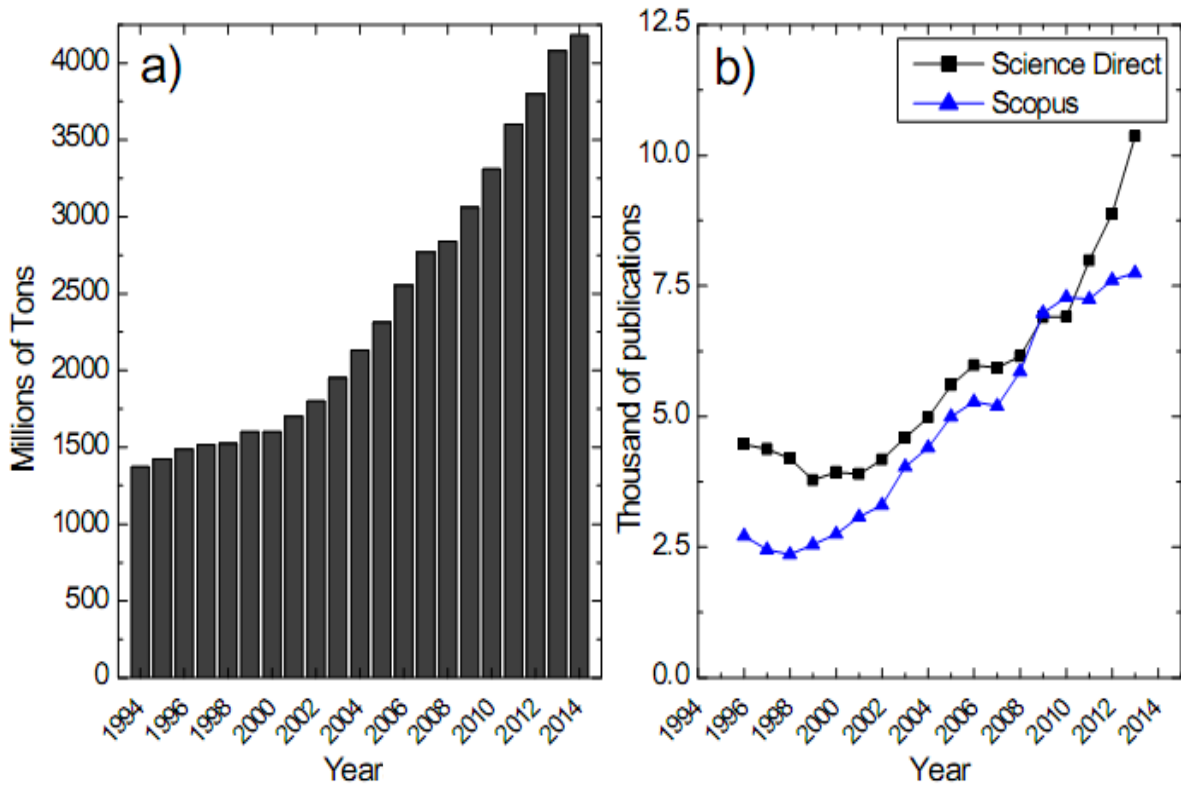 a)
Millions of Tons
4000
3500
3000
2500
2000
1500
1000
500
0
1994 1996 1998 2000 2002 2004 2006 2008 2010 2012 2014
Year
b)
Science Direct
Scopus
Thousand of publications
12.5
10.0
7.5
5.0
2.5
0.0
1994 1996 1998 2000 2002 2004 2006 2008 2010 2012 2014
Year